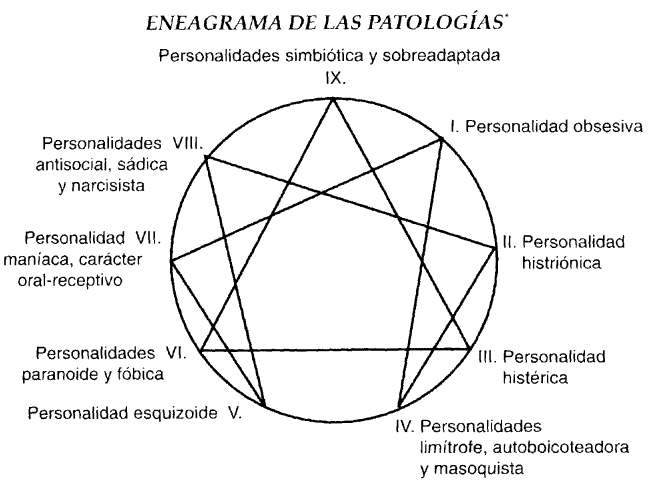 ENEAGRAMA DE LAS PATOLOGÍAS*
Personalidades simbiótica y sobreadaptada
IX.
I. Personalidad obsesiva
Personalidades VIII.
antisocial, sádica
y narcisista
II. Personalidad
histriónica
Personalidad VII.
maníaca, carácter
oral-receptivo
Personalidades VI.
paranoide y fóbica
III. Personalidad
histérica
Personalidad esquizoide V.
IV. Personalidades
limítrofe, autoboicoteadora
y masoquista